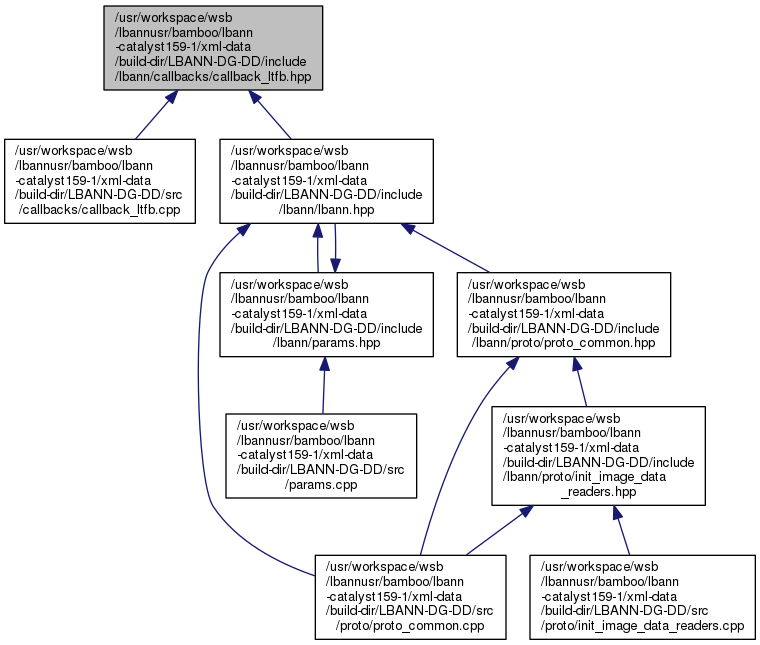 /usr/workspace/wsb
/lbannusr/bamboo/lbann
-catalyst159-1/xml-data
/build-dir/LBANN-DG-DD/include
/lbann/callbacks/callback_ltfb.hpp
/usr/workspace/wsb
/lbannusr/bamboo/lbann
-catalyst159-1/xml-data
/build-dir/LBANN-DG-DD/src
/callbacks/callback_ltfb.cpp
/usr/workspace/wsb
/lbannusr/bamboo/lbann
-catalyst159-1/xml-data
/build-dir/LBANN-DG-DD/include
/lbann/lbann.hpp
/usr/workspace/wsb
/lbannusr/bamboo/lbann
-catalyst159-1/xml-data
/build-dir/LBANN-DG-DD/include
/lbann/params.hpp
/usr/workspace/wsb
/lbannusr/bamboo/lbann
-catalyst159-1/xml-data
/build-dir/LBANN-DG-DD/include
/lbann/proto/proto_common.hpp
/usr/workspace/wsb
/lbannusr/bamboo/lbann
-catalyst159-1/xml-data
/build-dir/LBANN-DG-DD/src
/params.cpp
/usr/workspace/wsb
/lbannusr/bamboo/lbann
-catalyst159-1/xml-data
/build-dir/LBANN-DG-DD/include
/lbann/proto/init_image_data
_readers.hpp
/usr/workspace/wsb
/lbannusr/bamboo/lbann
-catalyst159-1/xml-data
/build-dir/LBANN-DG-DD/src
/proto/proto_common.cpp
/usr/workspace/wsb
/lbannusr/bamboo/lbann
-catalyst159-1/xml-data
/build-dir/LBANN-DG-DD/src
/proto/init_image_data_readers.cpp